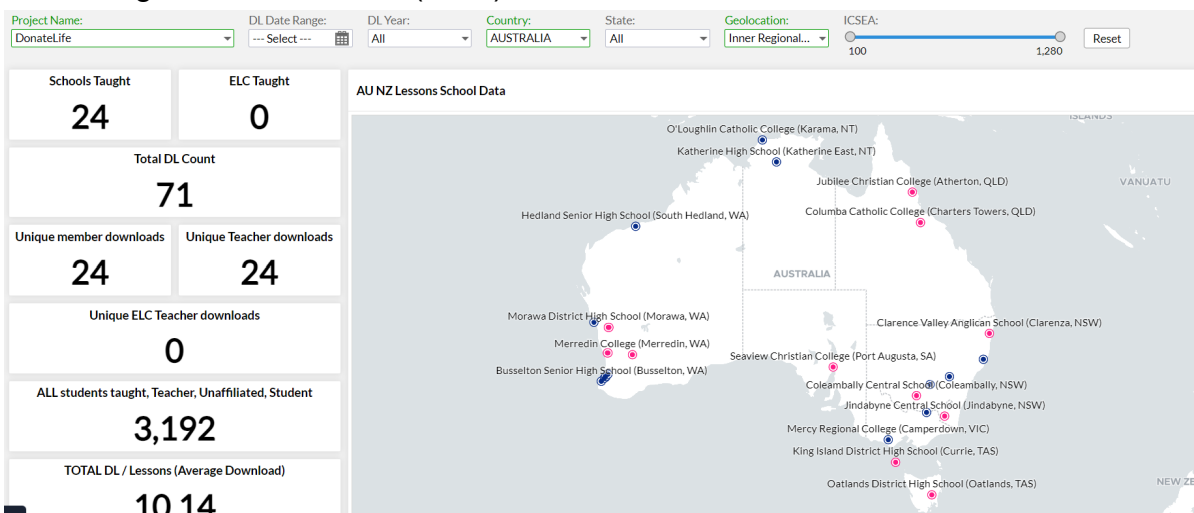 Project Name: DL Date Range: DL Year: Country: State: Geolocation: ICSEA:
DonateLife --- Select --- All AUSTRALIA All Inner Regional... Reset
100 1,280
Schools Taught ELC Taught
24 0
Total DL Count
71
Unique member downloads Unique Teacher downloads
24 24
Unique ELC Teacher downloads
0
ALL students taught, Teacher, Unaffiliated, Student
3,192
TOTAL DL / Lessons (Average Download)
10.14
AU NZ Lessons School Data
ISLANDS
O'Loughlin Catholic College (Karama, NT)
Katherine High School (Katherine East, NT)
Jubilee Christian College (Atherton, QLD)
VANUATU
Columba Catholic College (Charters Towers, QLD)
Hedland Senior High School (South Hedland, WA)
AUSTRALIA
Morawa District High School (Morawa, WA)
Clarence Valley Anglican School (Clarenza, NSW)
Merredin College (Merredin, WA)
Seaview Christian College (Port Augusta, SA)
Busselton Senior High School (Busselton, WA)
Coleambally Central School (Coleambally, NSW)
Jindabyne Central School (Jindabyne, NSW)
Mercy Regional College (Camperdown, VIC)
King Island District High School (Currie, TAS)
Oatlands District High School (Oatlands, TAS)
NEW ZE